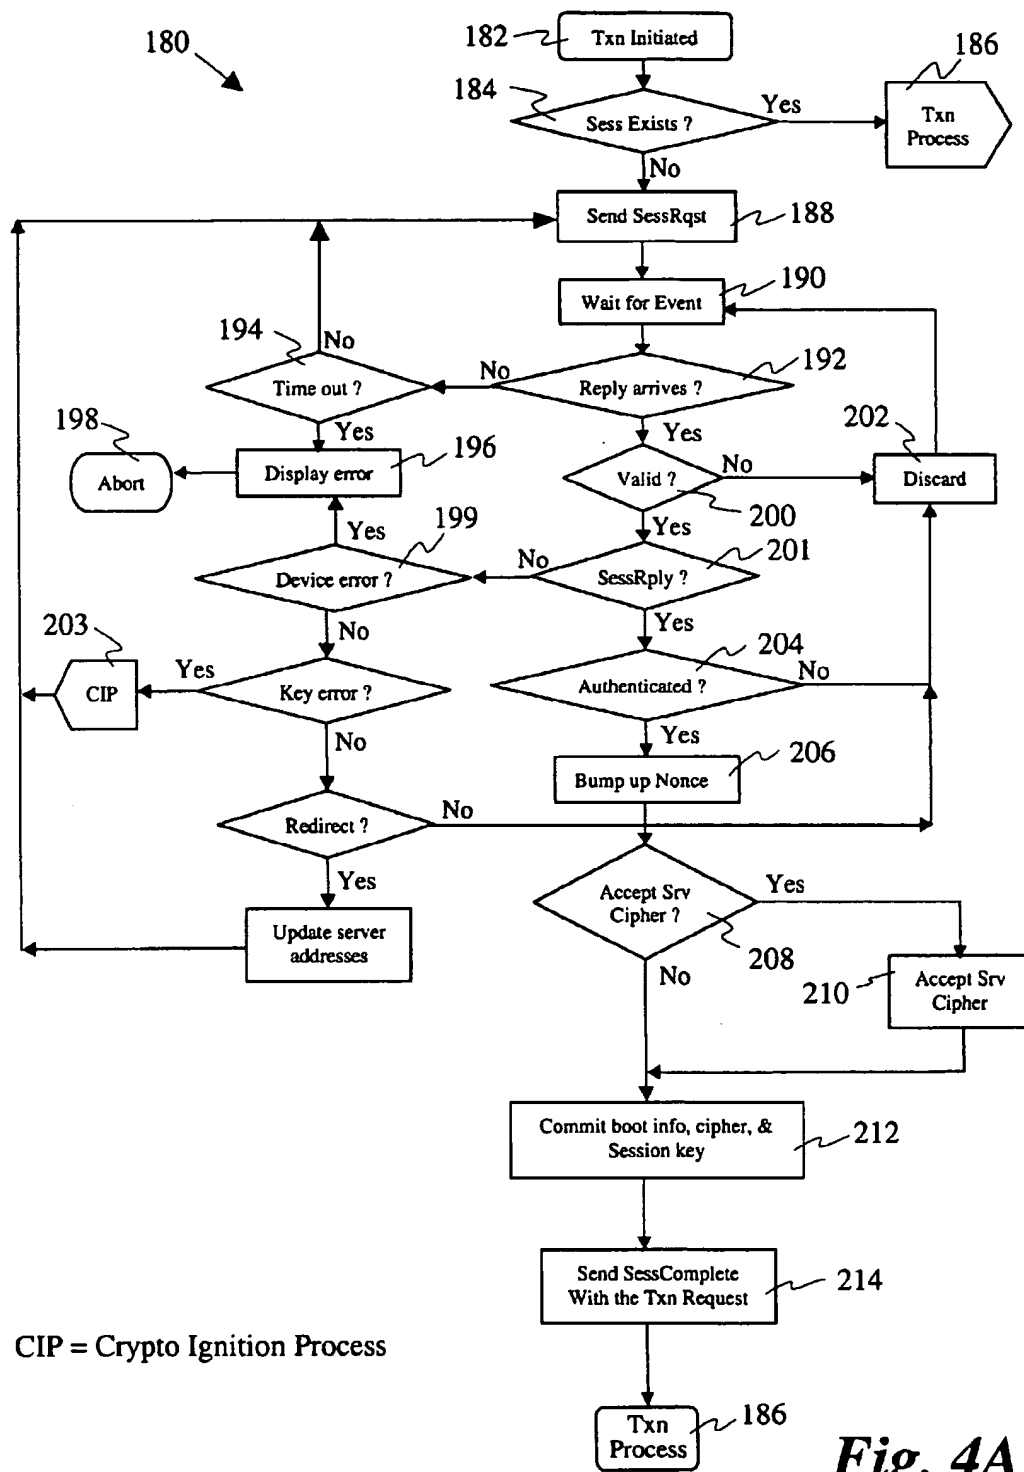 180
182
Txn Initiated
186
184
Sess Exists ?
Yes
Txn
Process
No
Send SessRqst
188
Wait for Event
190
194
No
Time out ?
No
Reply arrives ?
192
198
Yes
Yes
202
Abort
Display error
196
Valid ?
No
Discard
200
Yes
199
Yes
201
Device error ?
No
SessRply ?
203
No
Yes
204
CIP
Yes
Key error ?
Authenticated ?
No
No
Yes
Bump up Nonce
206
Redirect ?
No
Yes
Accept Srv
Cipher ?
Yes
208
Update server
addresses
No
210
Accept Srv
Cipher
Commit boot info, cipher, &
Session key
212
Send SessComplete
With the Txn Request
214
CIP = Crypto Ignition Process
Txn
Process
186
Fig. 4A